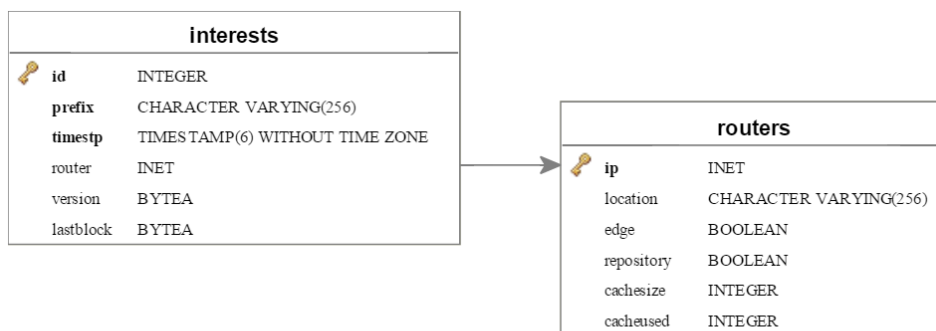 interests
id INTEGER
prefix CHARACTER VARYING(256)
timestp TIMESTAMP(6) WITHOUT TIME ZONE
router INET
version BYTEA
lastblock BYTEA
routers
ip INET
location CHARACTER VARYING(256)
edge BOOLEAN
repository BOOLEAN
cachesize INTEGER
cacheused INTEGER